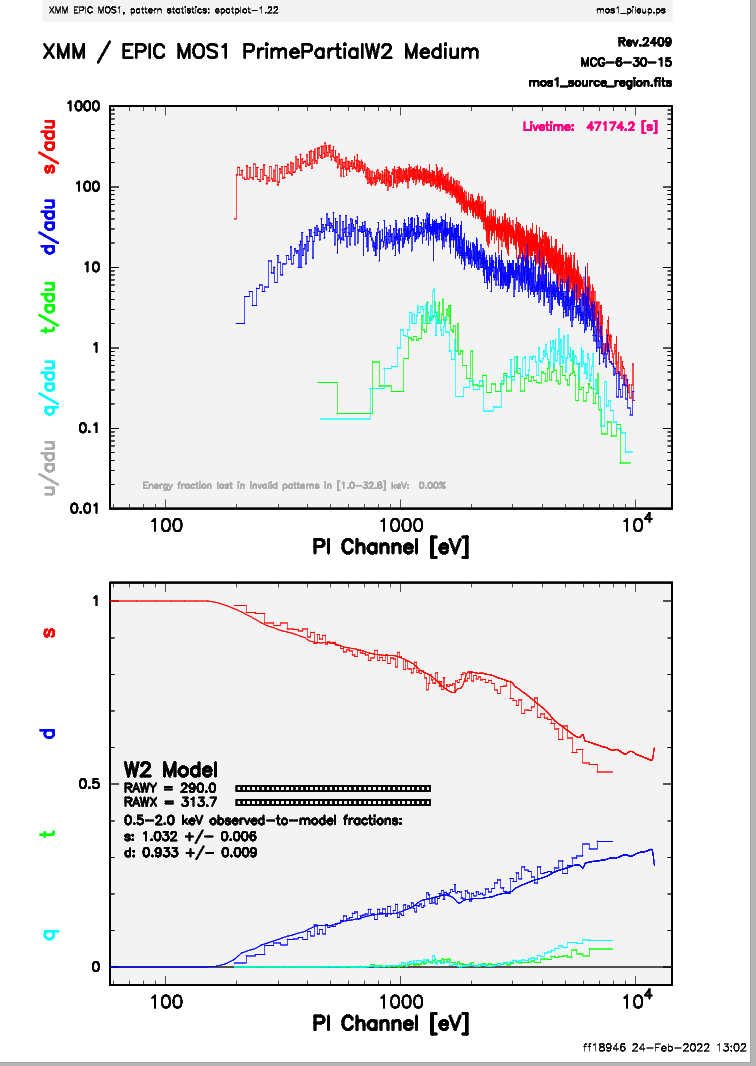 XMM EPIC MOS1, pattern statistics: epatplot-1.22 mos1_pileup.ps
XMM / EPIC MOS1 PrimePartialW2 Medium
Rev.2409
MCG-6-30-15
mos1_source_region.fits
u/adu q/adu t/adu d/adu s/adu
1000
100
10
1
0.1
0.01
Livetime: 47174.2 [s]
Energy fraction lost in invalid patterns in [1.0-32.8] keV: 0.00%
100 1000 10⁴
PI Channel [eV]
q t d s
1
0.5
0
W2 Model
RAWY = 290.0
RAWX = 313.7
0.5-2.0 keV observed-to-model fractions:
s: 1.032 +/- 0.006
d: 0.933 +/- 0.009
100 1000 10⁴
PI Channel [eV]
ff18946 24-Feb-2022 13:02